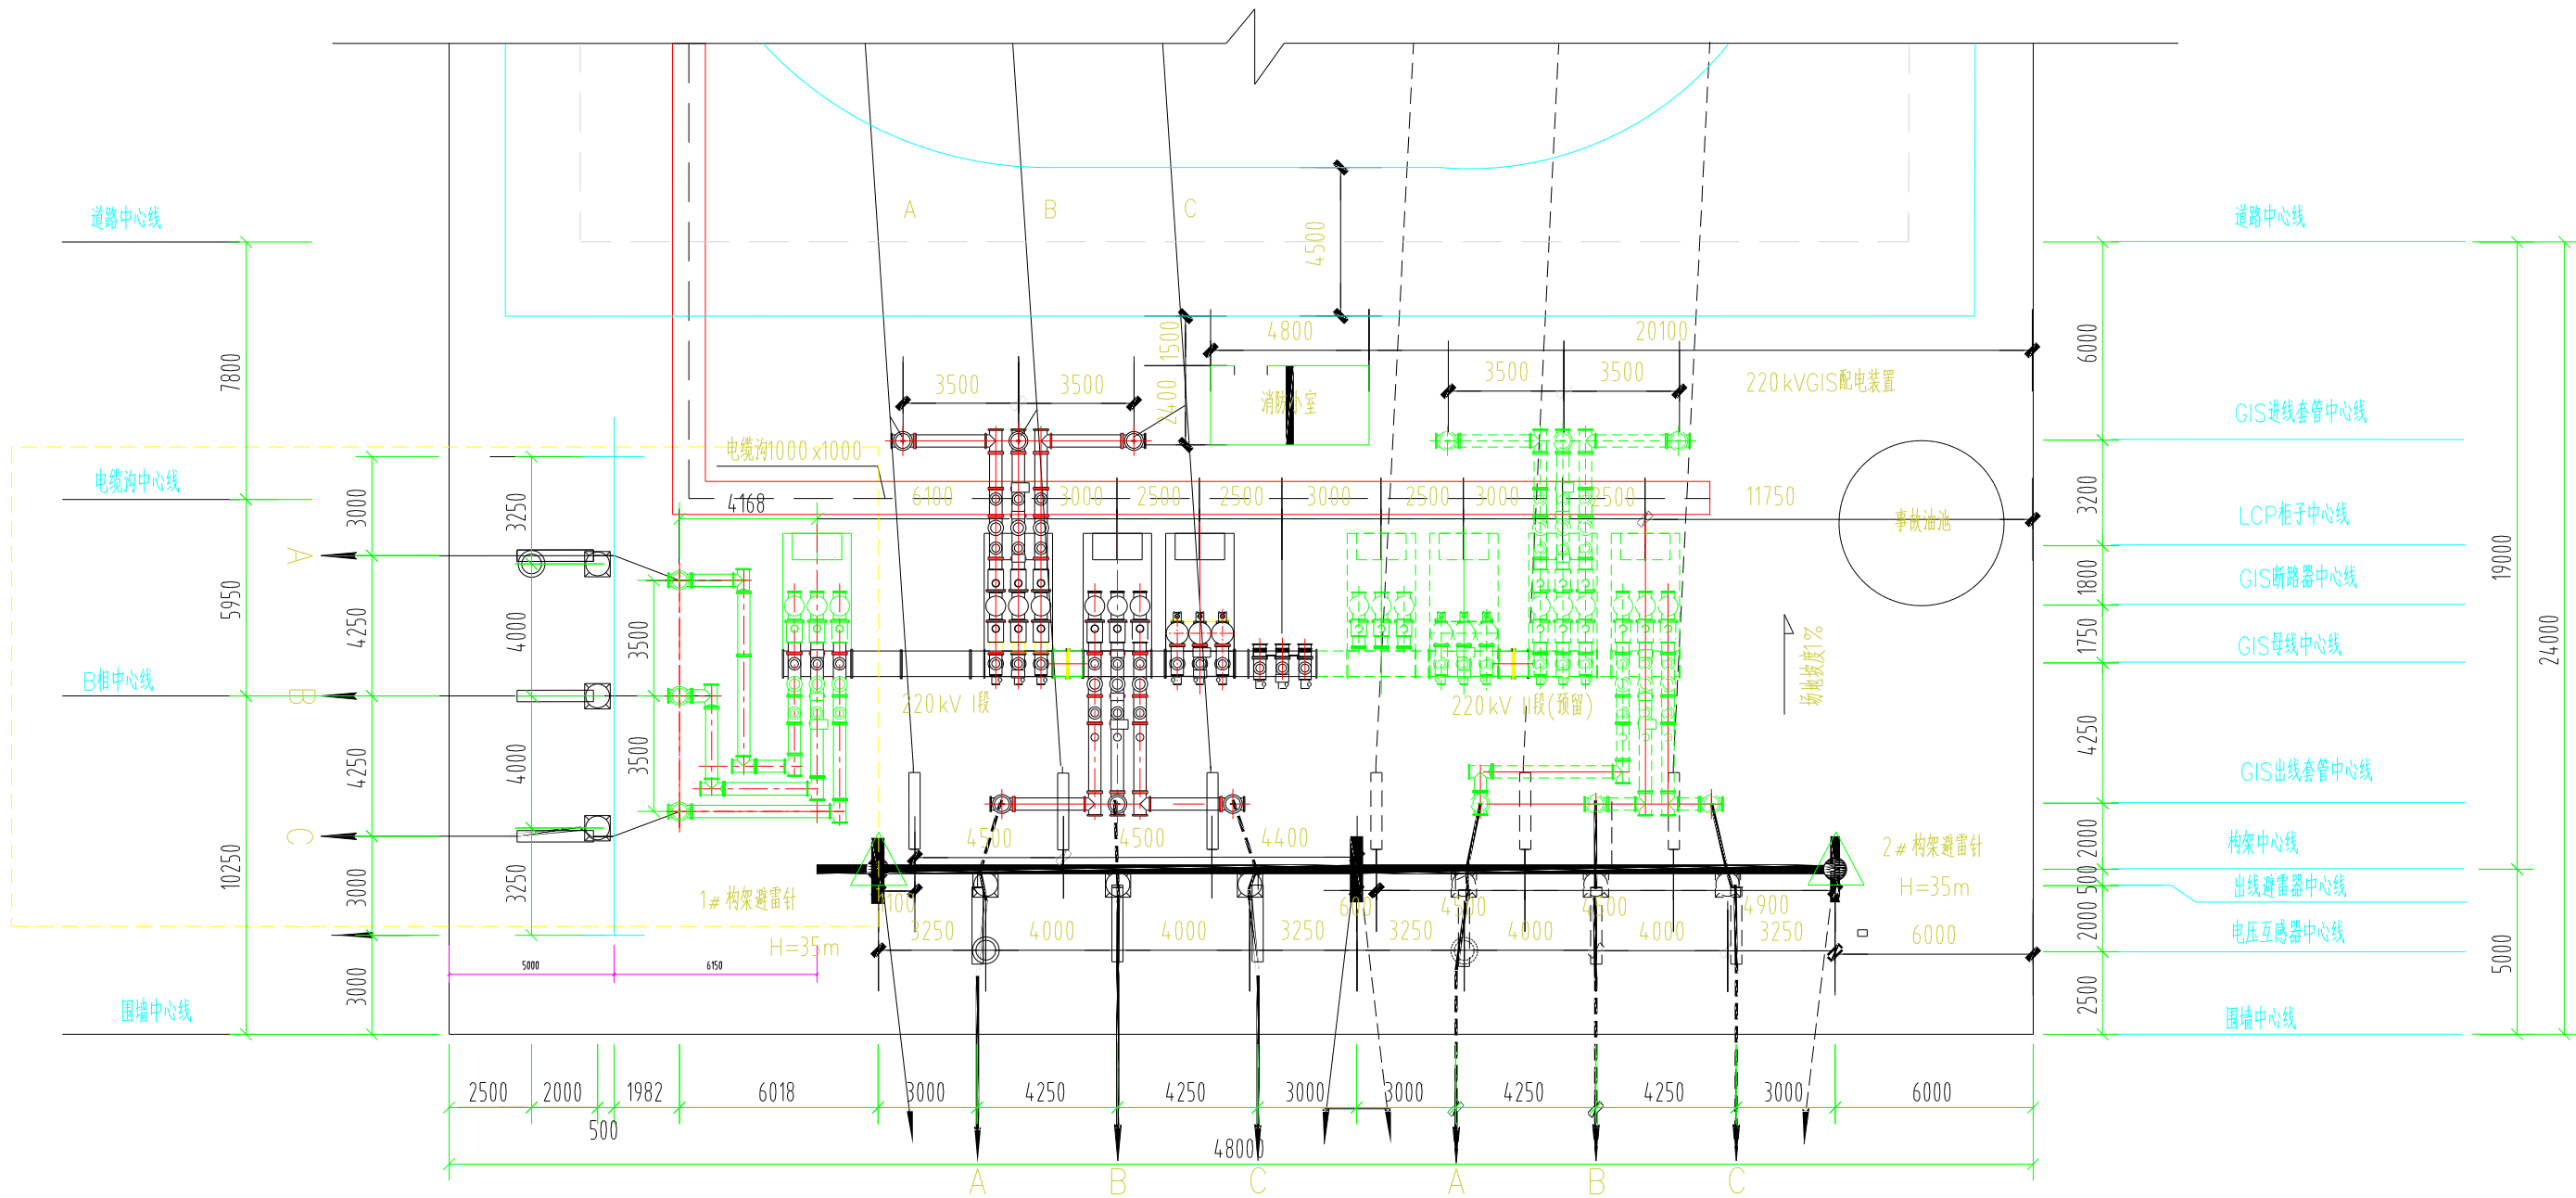 道路中心线
道路中心线
A
B
C
4500
1500
4800
20100
7800
6000
3500
3500
2400
消防小室
3500
3500
220kVGIS配电装置
GIS进线套管中心线
电缆沟1000x1000
电缆沟中心线
3000
3250
4168
6100
3000
2500
2500
3000
2500
3000
2500
11750
事故油池
3200
LCP柜子中心线
19000
A
1800
GIS断路器中心线
5950
4250
4000
3500
1750
GIS母线中心线
24000
场地坡度1%
B相中心线
B
220kV I段
220kV II段(预留)
4250
4000
3500
4250
GIS出线套管中心线
C
4500
4500
4400
2000
构架中心线
2#构架避雷针
H=35m
10250
3000
3250
1#构架避雷针
H=35m
600
4500
4500
4900
500
出线避雷器中心线
3250
4000
4000
3250
3250
4000
4000
3250
6000
2000
电压互感器中心线
5000
5000
6150
3000
围墙中心线
2500
围墙中心线
2500
2000
500
1982
6018
3000
4250
4250
3000
3000
4250
4250
3000
6000
48000
A
B
C
A
B
C